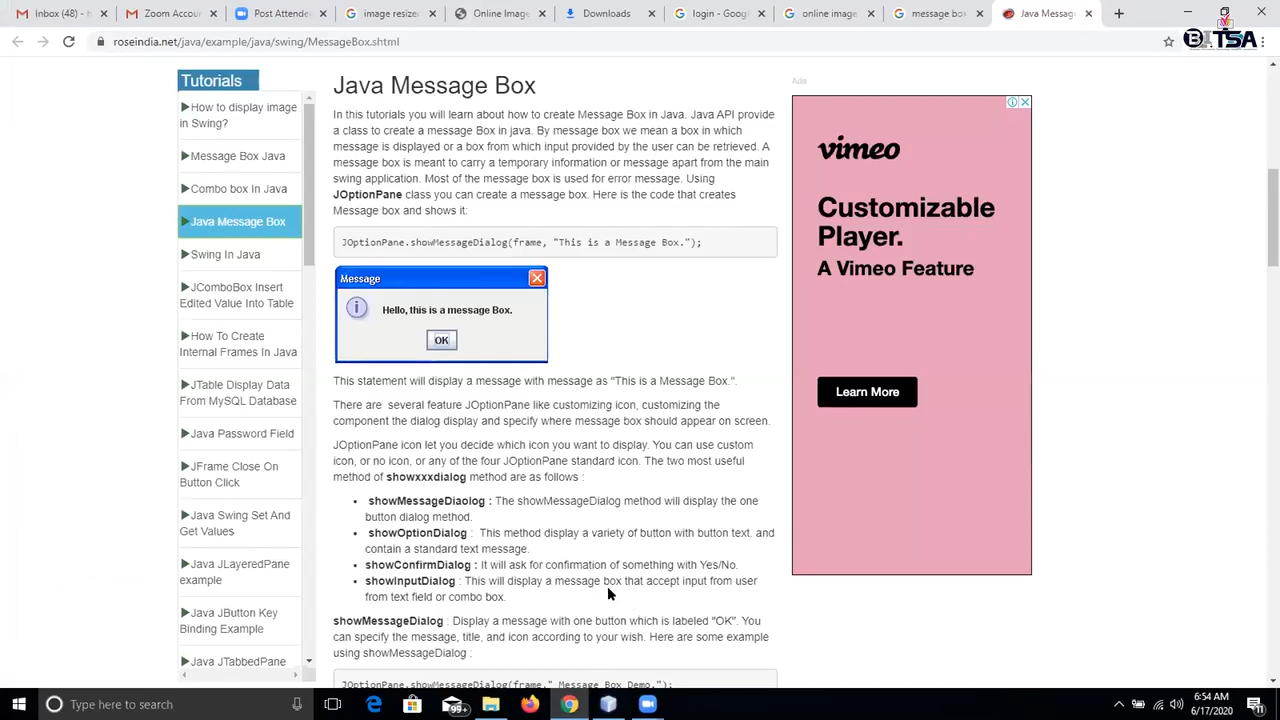 Inbox (48) - b
Zoom Accour
Post Attended
image resizer
Online Image
Downloads
login - Googl
online image
message box
Java Message
roseindia.net/java/example/java/swing/MessageBox.shtml
BITSA
Tutorials
How to display image
in Swing?
Message Box Java
Combo box In Java
Java Message Box
Swing In Java
JComboBox Insert
Edited Value Into Table
How To Create
Internal Frames In Java
JTable Display Data
From MySQL Database
Java Password Field
JFrame Close On
Button Click
Java Swing Set And
Get Values
Java JLayeredPane
example
Java JButton Key
Binding Example
Java JTabbedPane
Java Message Box
In this tutorials you will learn about how to create Message Box in Java. Java API provide
a class to create a message Box in java. By message box we mean a box in which
message is displayed or a box from which input provided by the user can be retrieved. A
message box is meant to carry a temporary information or message apart from the main
swing application. Most of the message box is used for error message. Using
JOptionPane class you can create a message box. Here is the code that creates
Message box and shows it:
JOptionPane.showMessageDialog(frame, "This is a Message Box.");
Message
Hello, this is a message Box.
OK
This statement will display a message with message as "This is a Message Box.".
There are several feature JOptionPane like customizing icon, customizing the
component the dialog display and specify where message box should appear on screen.
JOptionPane icon let you decide which icon you want to display. You can use custom
icon, or no icon, or any of the four JOptionPane standard icon. The two most useful
method of showxxxdialog method are as follows :
• showMessageDiaolog : The showMessageDialog method will display the one
button dialog method.
• showOptionDialog : This method display a variety of button with button text. and
contain a standard text message.
• showConfirmDialog : It will ask for confirmation of something with Yes/No.
• showInputDialog : This will display a message box that accept input from user
from text field or combo box.
showMessageDialog : Display a message with one button which is labeled "OK". You
can specify the message, title, and icon according to your wish. Here are some example
using showMessageDialog :
JOptionPane.showMessageDialog(frame," Message Box Demo.");
Ads
vimeo
Customizable
Player.
A Vimeo Feature
Learn More
Type here to search
99+
6:54 AM
6/17/2020
11